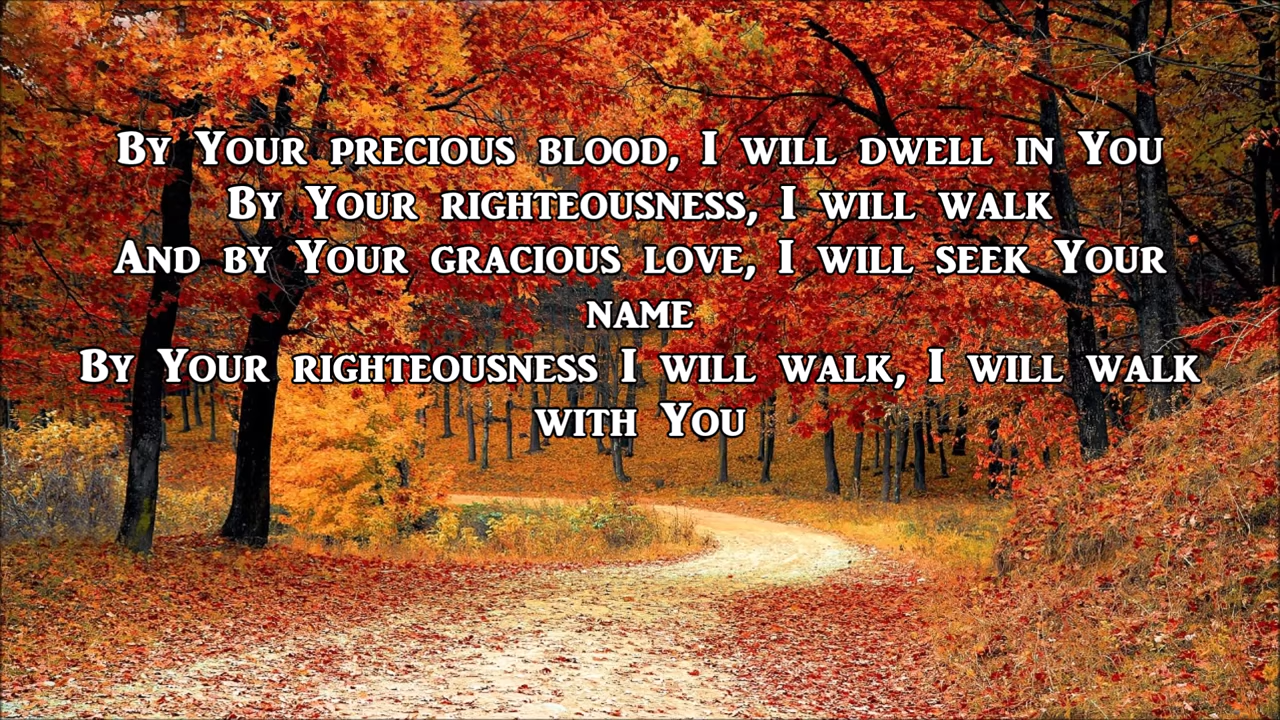 By Your precious blood, I will dwell in You
By Your righteousness, I will walk
And by Your gracious love, I will seek Your
name
By Your righteousness I will walk, I will walk
with You